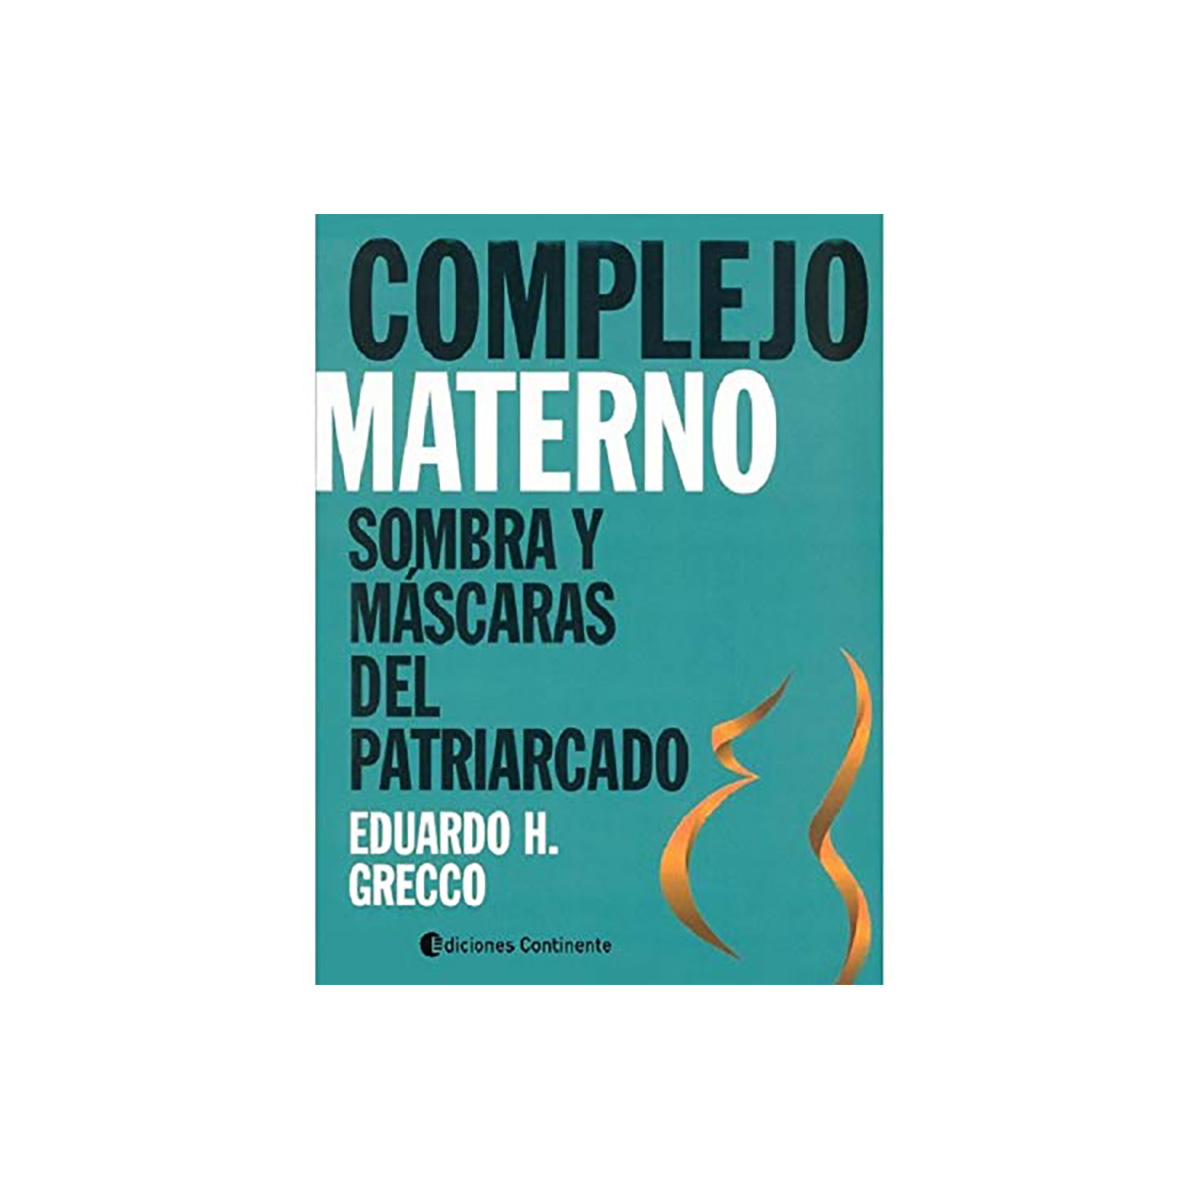 COMPLEJO
MATERNO
SOMBRA Y
MÁSCARAS
DEL
PATRIARCADO
EDUARDO H.
GRECCO
Ediciones Continente